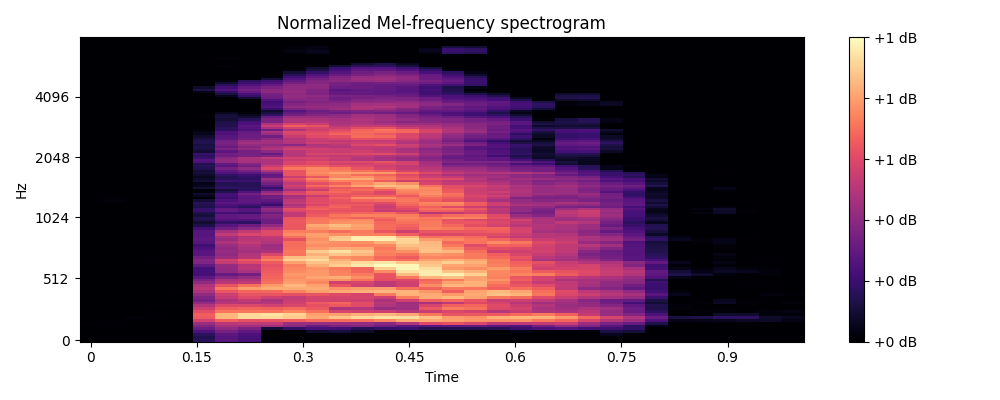 Normalized Mel-frequency spectrogram
Hz
4096
2048
1024
512
0
0 0.15 0.3 0.45 0.6 0.75 0.9
Time
+1 dB
+1 dB
+1 dB
+0 dB
+0 dB
+0 dB